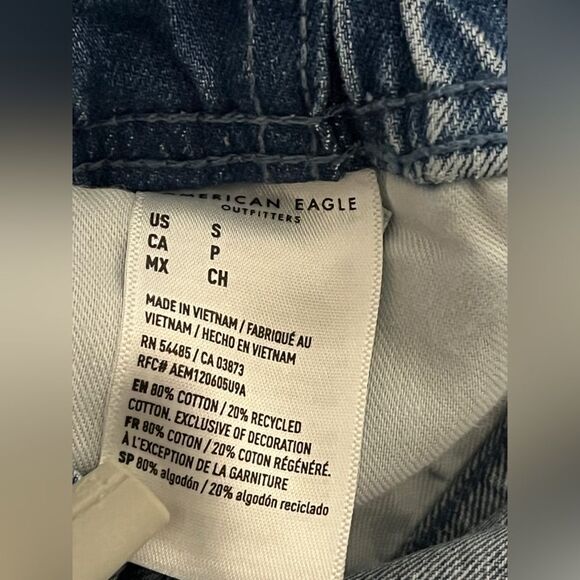 AMERICAN EAGLE
OUTFITTERS
US S
CA P
MX CH
MADE IN VIETNAM / FABRIQUÉ AU
VIETNAM / HECHO EN VIETNAM
RN 54485 / CA 03873
RFC# AEM120605U9A
EN 80% COTTON / 20% RECYCLED
COTTON. EXCLUSIVE OF DECORATION
FR 80% COTON / 20% COTON RÉGÉNÉRÉ.
À L'EXCEPTION DE LA GARNITURE
SP 80% algodón / 20% algodón reciclado